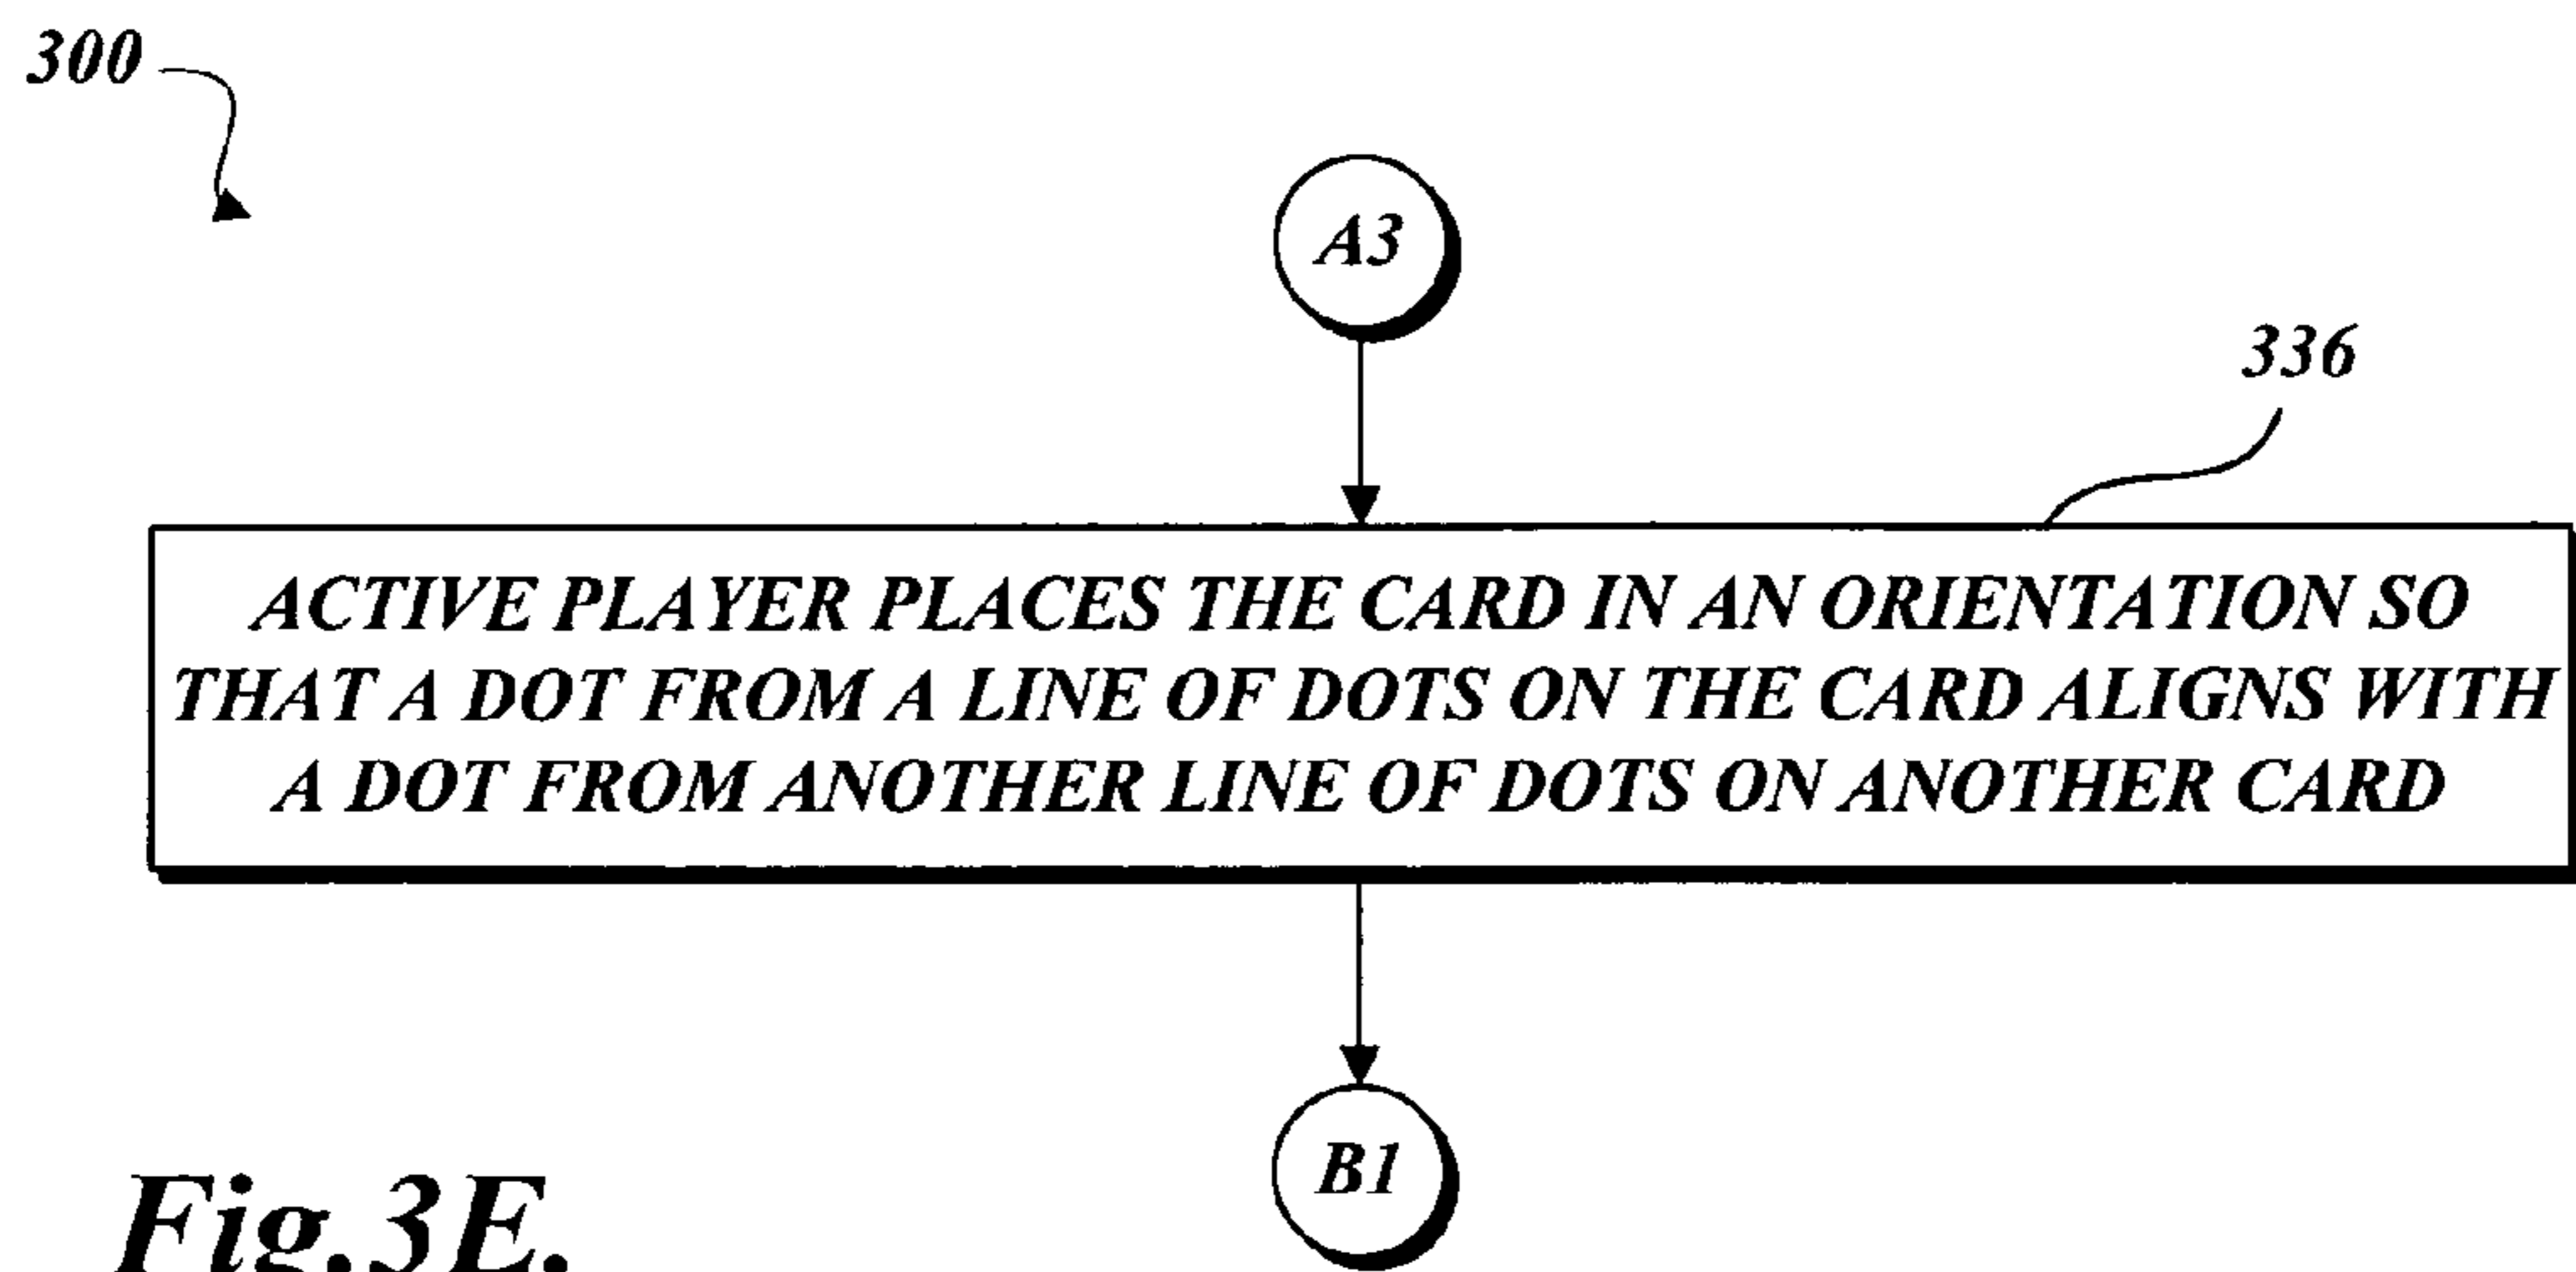 300
A3
336
ACTIVE PLAYER PLACES THE CARD IN AN ORIENTATION SO
THAT A DOT FROM A LINE OF DOTS ON THE CARD ALIGNS WITH
A DOT FROM ANOTHER LINE OF DOTS ON ANOTHER CARD
B1
Fig.3E.